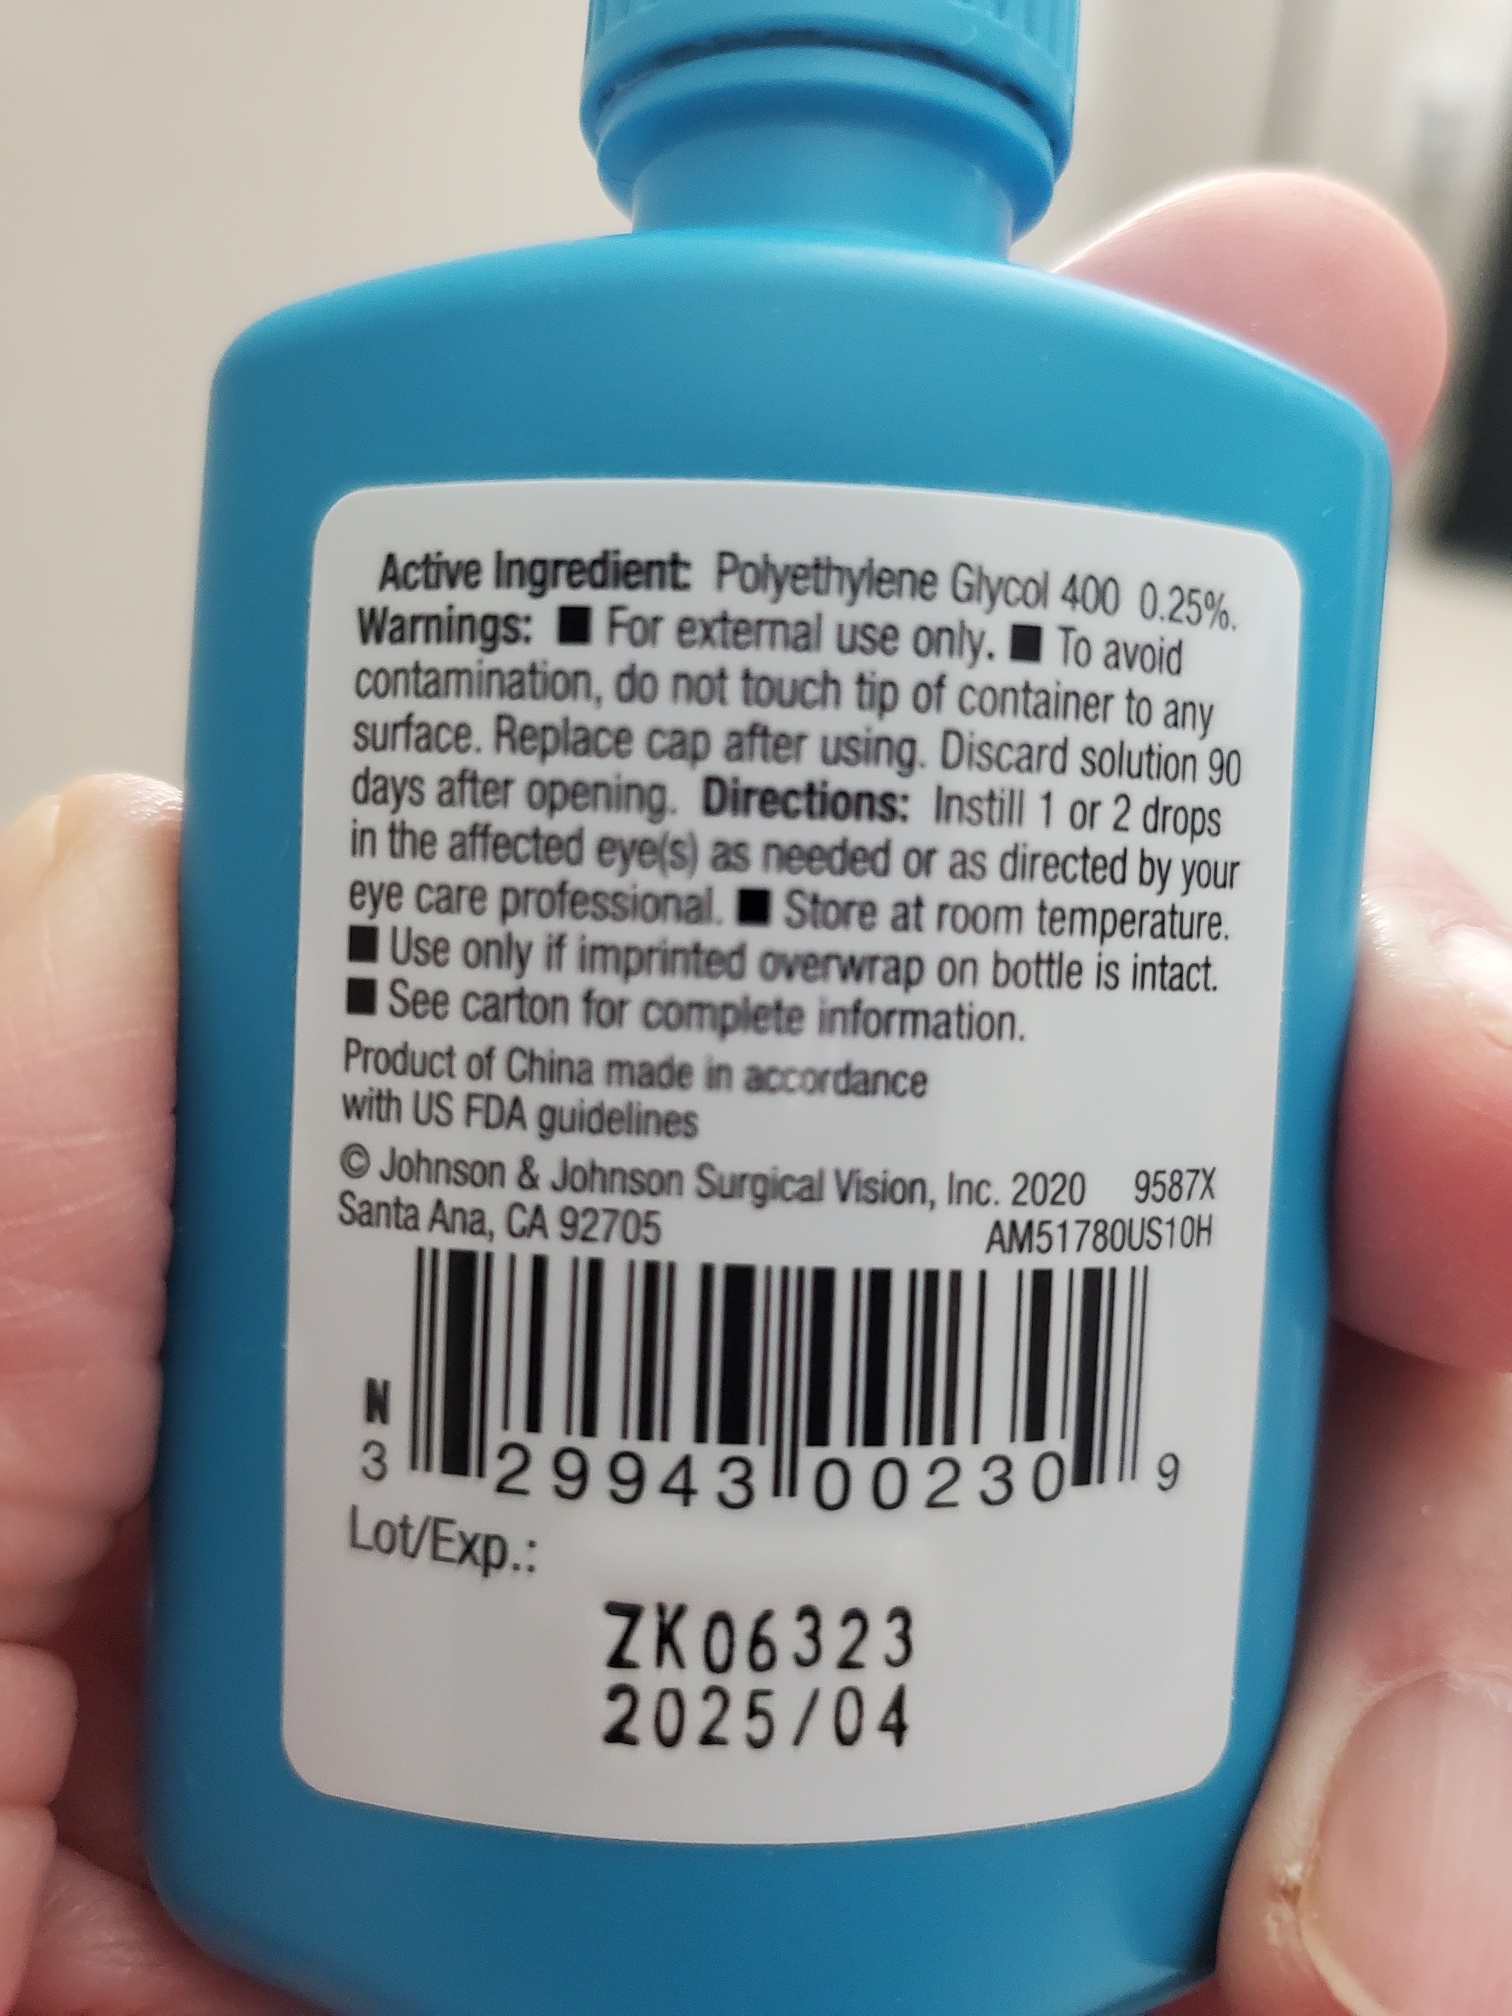 Active Ingredient: Polyethylene Glycol 400 0.25%.
Warnings: ■ For external use only. ■ To avoid
contamination, do not touch tip of container to any
surface. Replace cap after using. Discard solution 90
days after opening. Directions: Instill 1 or 2 drops
in the affected eye(s) as needed or as directed by your
eye care professional. ■ Store at room temperature.
■ Use only if imprinted overwrap on bottle is intact.
■ See carton for complete information.
Product of China made in accordance
with US FDA guidelines
© Johnson & Johnson Surgical Vision, Inc. 2020 9587X
Santa Ana, CA 92705 AM51780US10H
N
3 29943 00230 9
Lot/Exp.:
ZK06323
2025/04